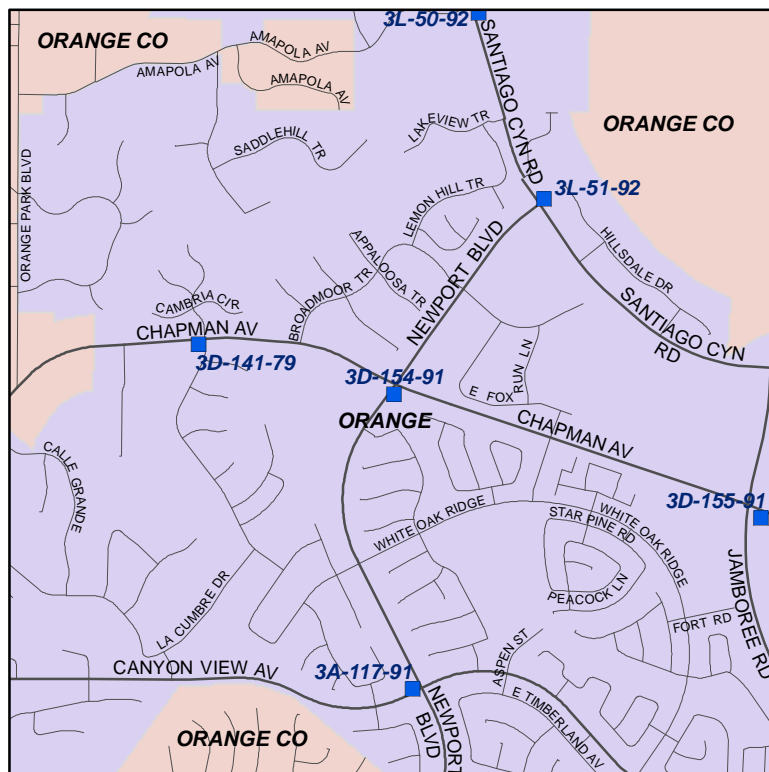 3L-50-92
ORANGE CO
AMAPOLA AV
AMAPOLA AV
AMAPOLA AV
SANTIAGO CYN RD
LAKEVIEW TR
ORANGE CO
SADDLEHILL TR
ORANGE PARK BLVD
3L-51-92
LEMON HILL TR
APPALOOSA TR
NEWPORT BLVD
HILLSDALE DR
BROADMOOR TR
CAMBRIA CIR
SANTIAGO CYN
RD
CHAPMAN AV
3D-141-79
RUN LN
E FOX
3D-154-91
ORANGE
CHAPMAN AV
CALLE GRANDE
3D-155-91
WHITE OAK RIDGE
STAR PINE RD
WHITE OAK RIDGE
PEACOCK LN
JAMBOREE RD
LA CUMBRE DR
FORT RD
CANYON VIEW AV
3A-117-91
ASPEN ST
NEWPORT
BLVD
E TIMBERLAND AV
ORANGE CO